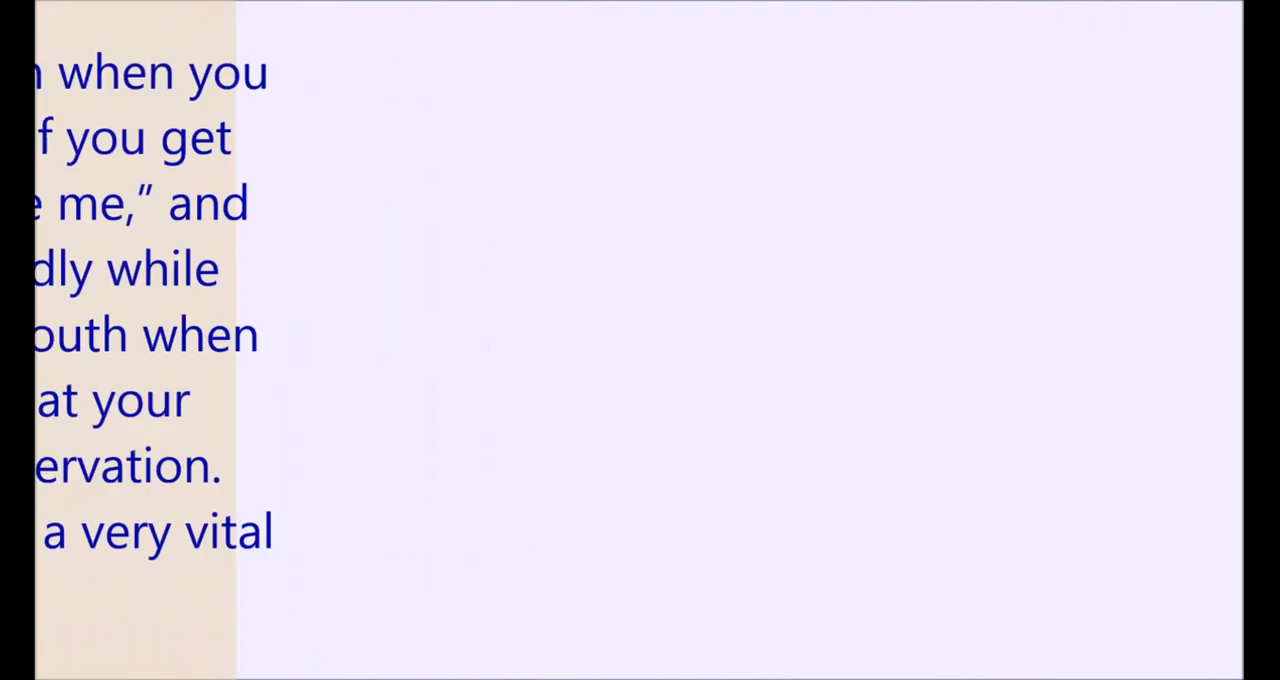 when you
f you get
me,” and
dly while
outh when
at your
ervation.
a very vital